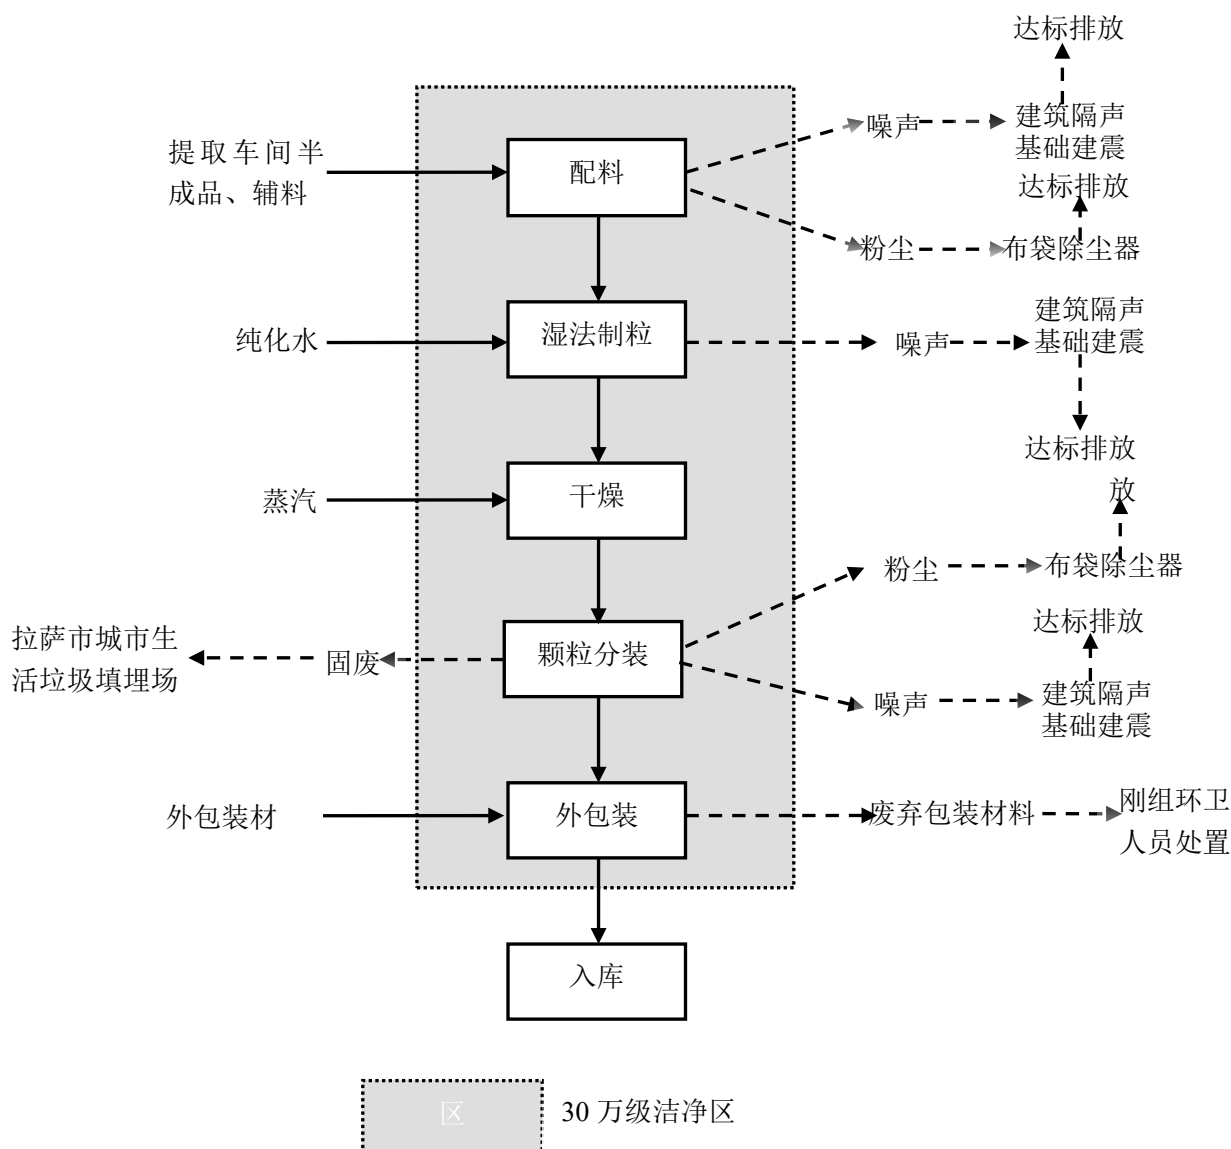 达标排放
提取车间半
成品、辅料
配料
噪声
建筑隔声
基础建震
达标排放
粉尘
布袋除尘器
纯化水
湿法制粒
噪声
建筑隔声
基础建震
达标排放
放
蒸汽
干燥
粉尘
布袋除尘器
拉萨市城市生
活垃圾填埋场
固废
颗粒分装
达标排放
噪声
建筑隔声
基础建震
外包装材
外包装
废弃包装材料
刚组环卫
人员处置
入库
区
30 万级洁净区